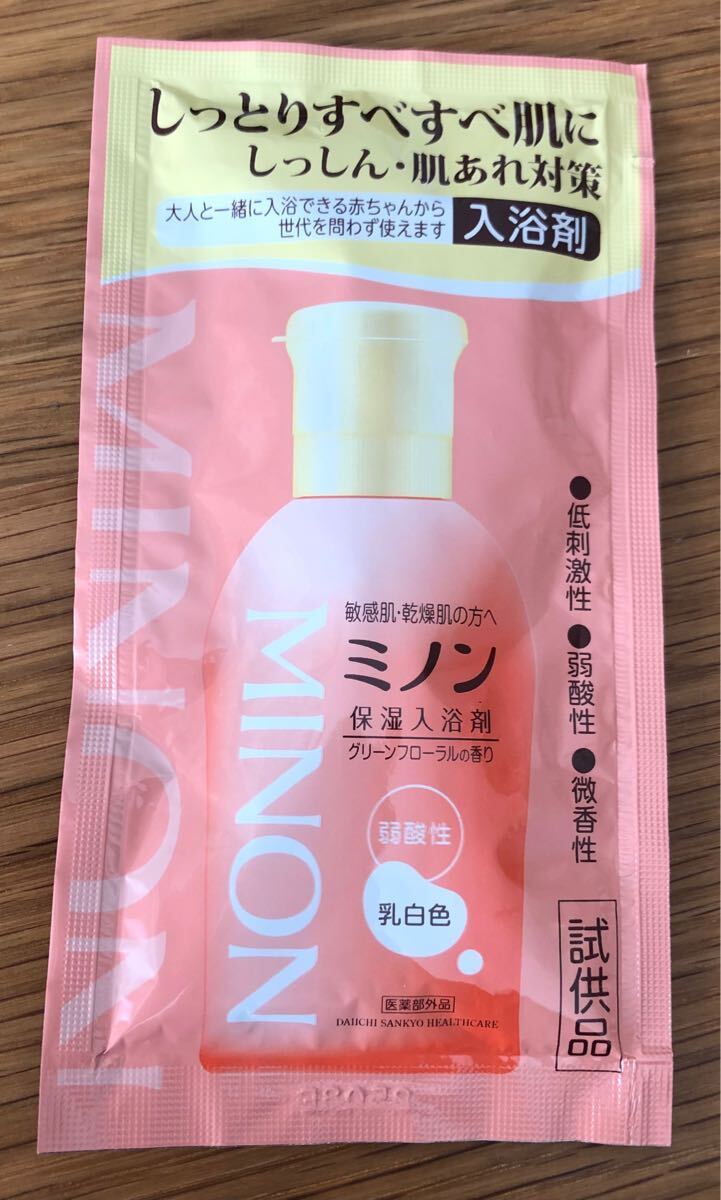 しっとりすべすべ肌に
しっしん・肌あれ対策
大人と一緒に入浴できる赤ちゃんから
世代を問わず使えます
入浴剤
MINON
敏感肌・乾燥肌の方へ
ミノン
保湿入浴剤
グリーンフローラルの香り
MINON
弱酸性
乳白色
医薬部外品
DAIICHI SANKYO HEALTHCARE
●低刺激性 ●弱酸性 ●微香性
試供品